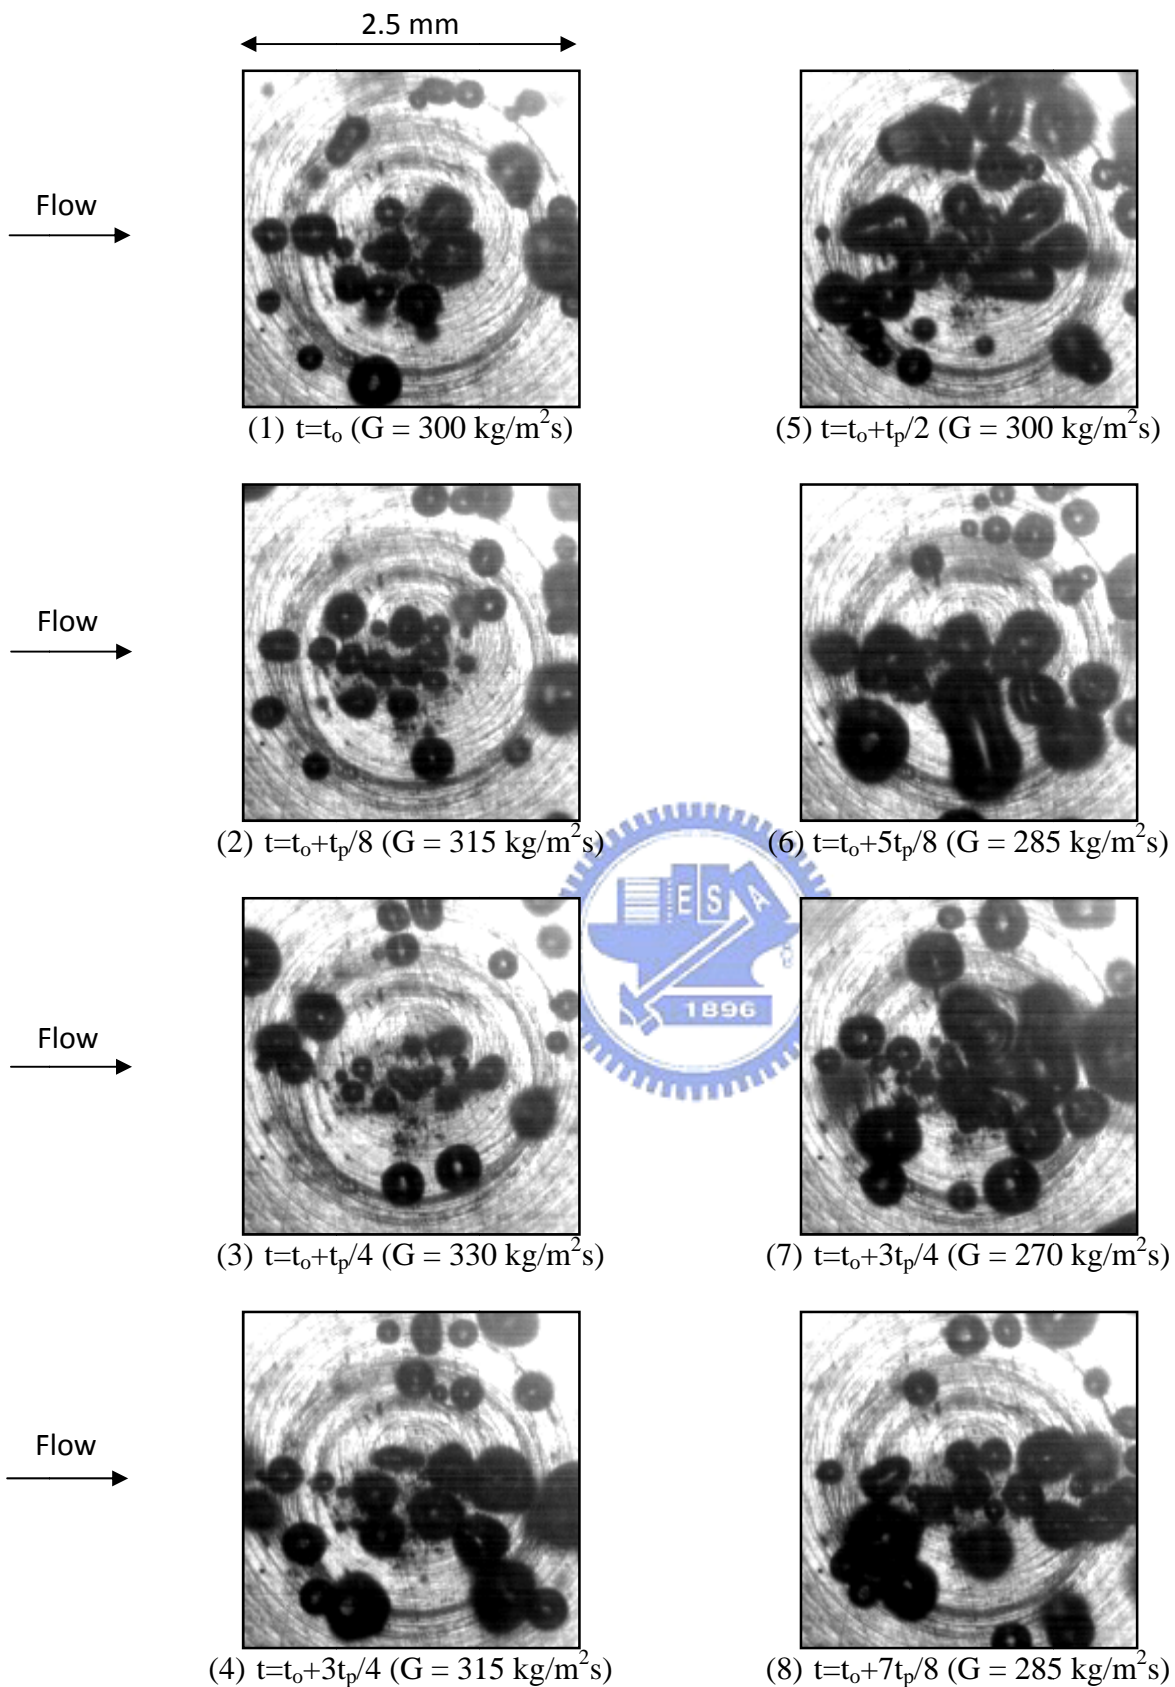 2.5 mm
Flow
(1) t=tₒ (G = 300 kg/m²s)
(5) t=tₒ+tₚ/2 (G = 300 kg/m²s)
Flow
(2) t=tₒ+tₚ/8 (G = 315 kg/m²s)
(6) t=tₒ+5tₚ/8 (G = 285 kg/m²s)
E S A
1896
Flow
(3) t=tₒ+tₚ/4 (G = 330 kg/m²s)
(7) t=tₒ+3tₚ/4 (G = 270 kg/m²s)
Flow
(4) t=tₒ+3tₚ/4 (G = 315 kg/m²s)
(8) t=tₒ+7tₚ/8 (G = 285 kg/m²s)